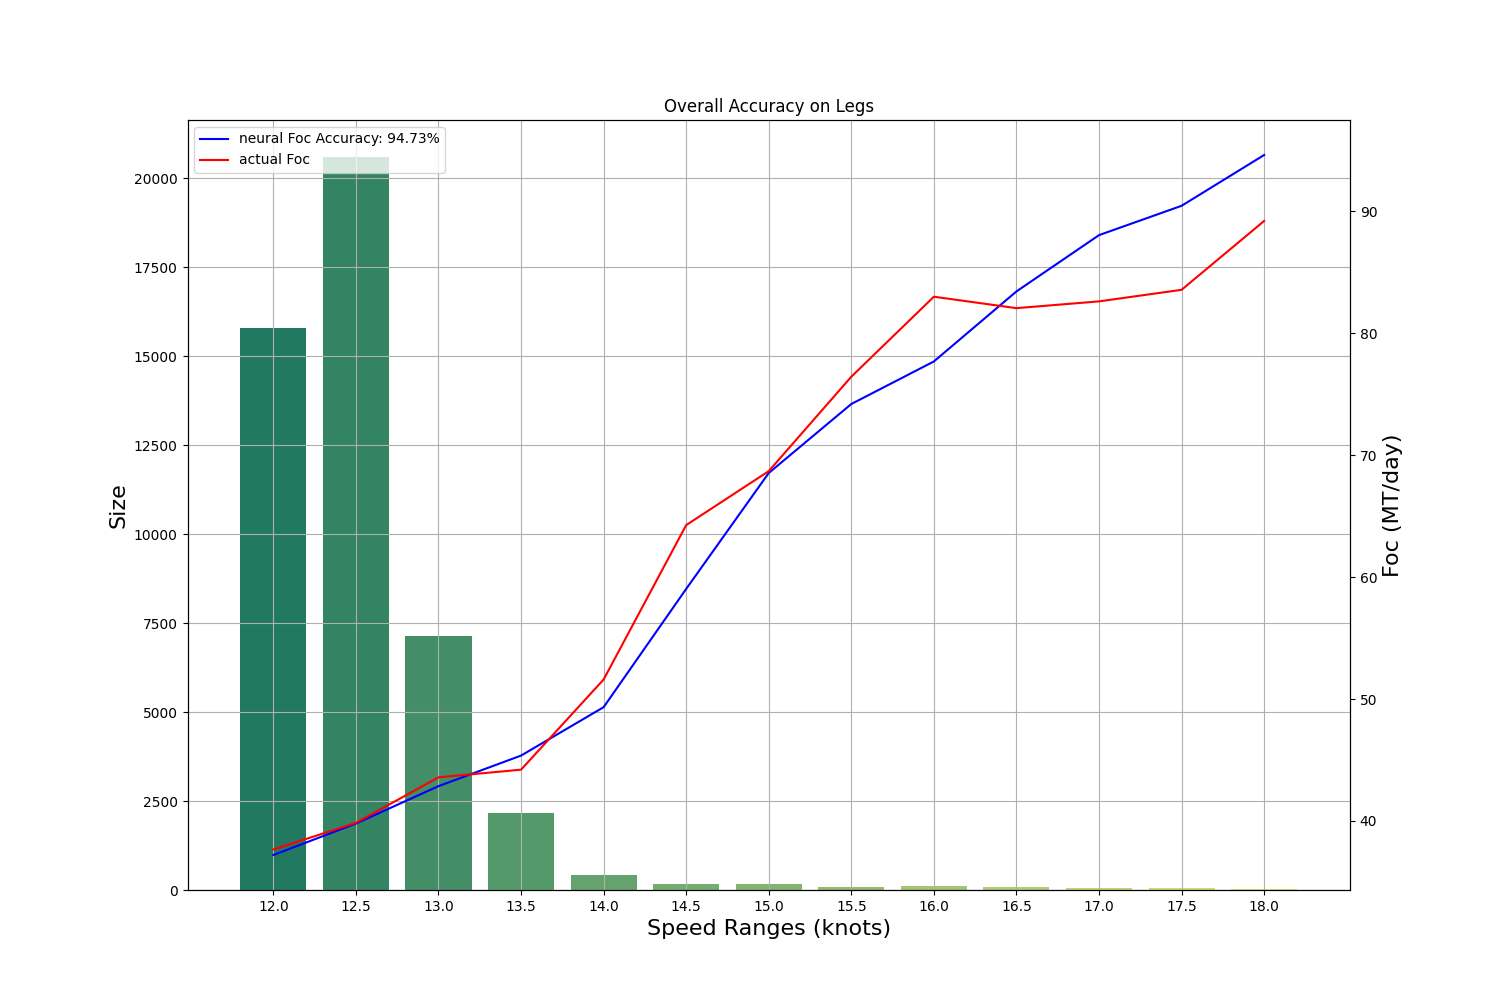 Overall Accuracy on Legs
neural Foc Accuracy: 94.73%
actual Foc
20000
17500
15000
12500
10000
7500
5000
2500
0
Size
90
80
70
60
50
40
Foc (MT/day)
12.0 12.5 13.0 13.5 14.0 14.5 15.0 15.5 16.0 16.5 17.0 17.5 18.0
Speed Ranges (knots)